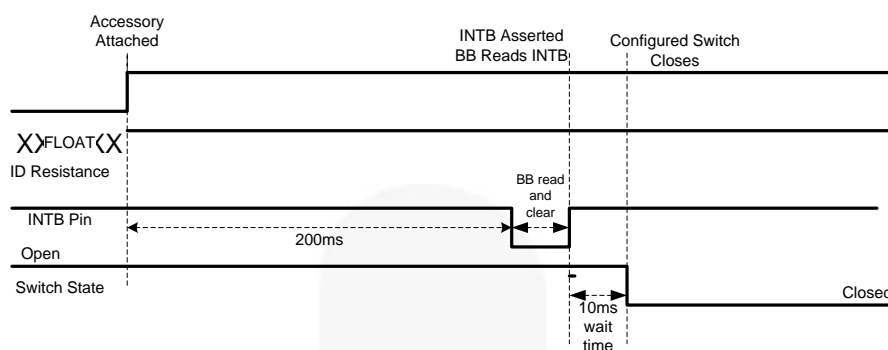 Accessory
Attached
INTB Asserted
BB Reads INTB
Configured Switch
Closes
FLOAT
ID Resistance
BB read
and
clear
INTB Pin
200ms
Open
Switch State
Closed
10ms
wait
time